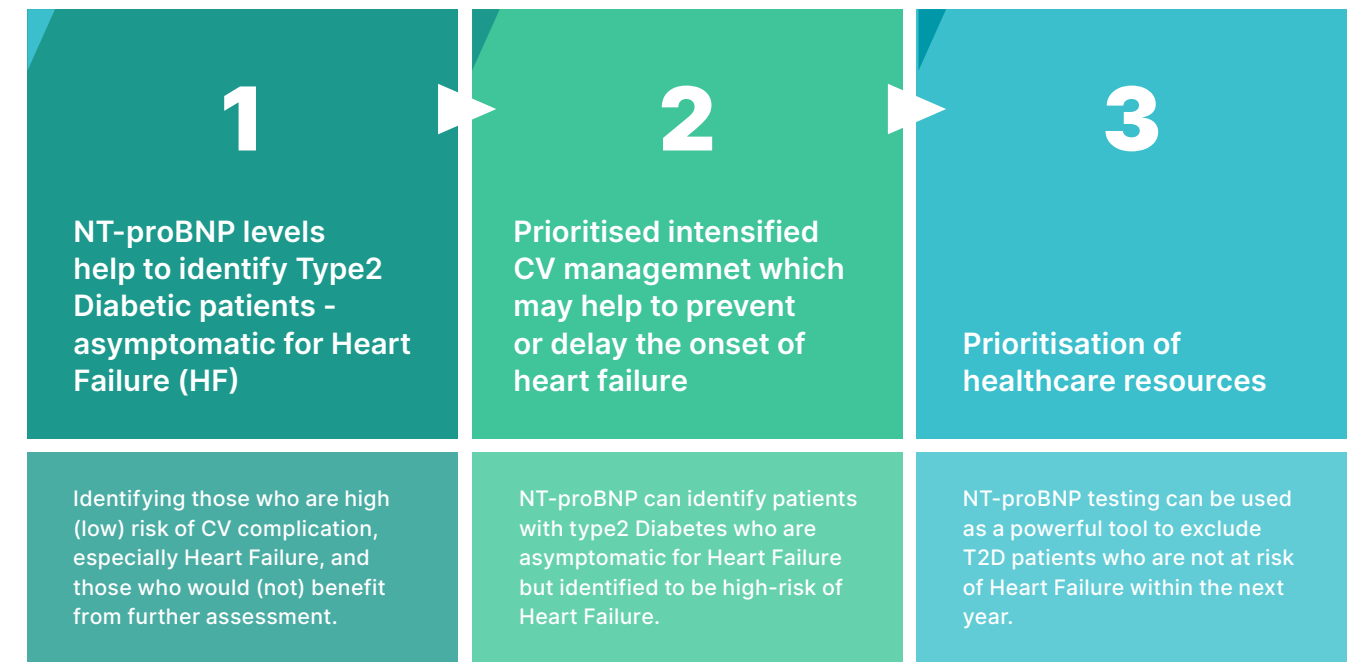 1
NT-proBNP levels
help to identify Type2
Diabetic patients -
asymptomatic for Heart
Failure (HF)
Identifying those who are high
(low) risk of CV complication,
especially Heart Failure, and
those who would (not) benefit
from further assessment.
2
Prioritised intensified
CV managemnet which
may help to prevent
or delay the onset of
heart failure
NT-proBNP can identify patients
with type2 Diabetes who are
asymptomatic for Heart Failure
but identified to be high-risk of
Heart Failure.
3
Prioritisation of
healthcare resources
NT-proBNP testing can be used
as a powerful tool to exclude
T2D patients who are not at risk
of Heart Failure within the next
year.